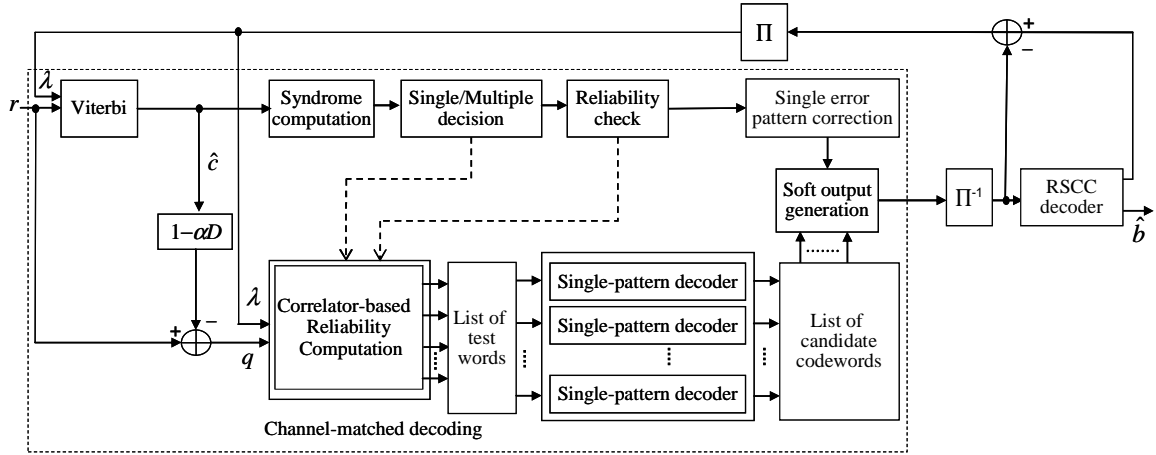 Π
+
−
λ
r
Viterbi
Syndrome
computation
Single/Multiple
decision
Reliability
check
Single error
pattern correction
ĉ
Soft output
generation
Π⁻¹
RSCC
decoder
b̂
1−αD
λ
−
+
q
Correlator-based
Reliability
Computation
List of
test
words
Single-pattern decoder
Single-pattern decoder
Single-pattern decoder
List of
candidate
codewords
Channel-matched decoding